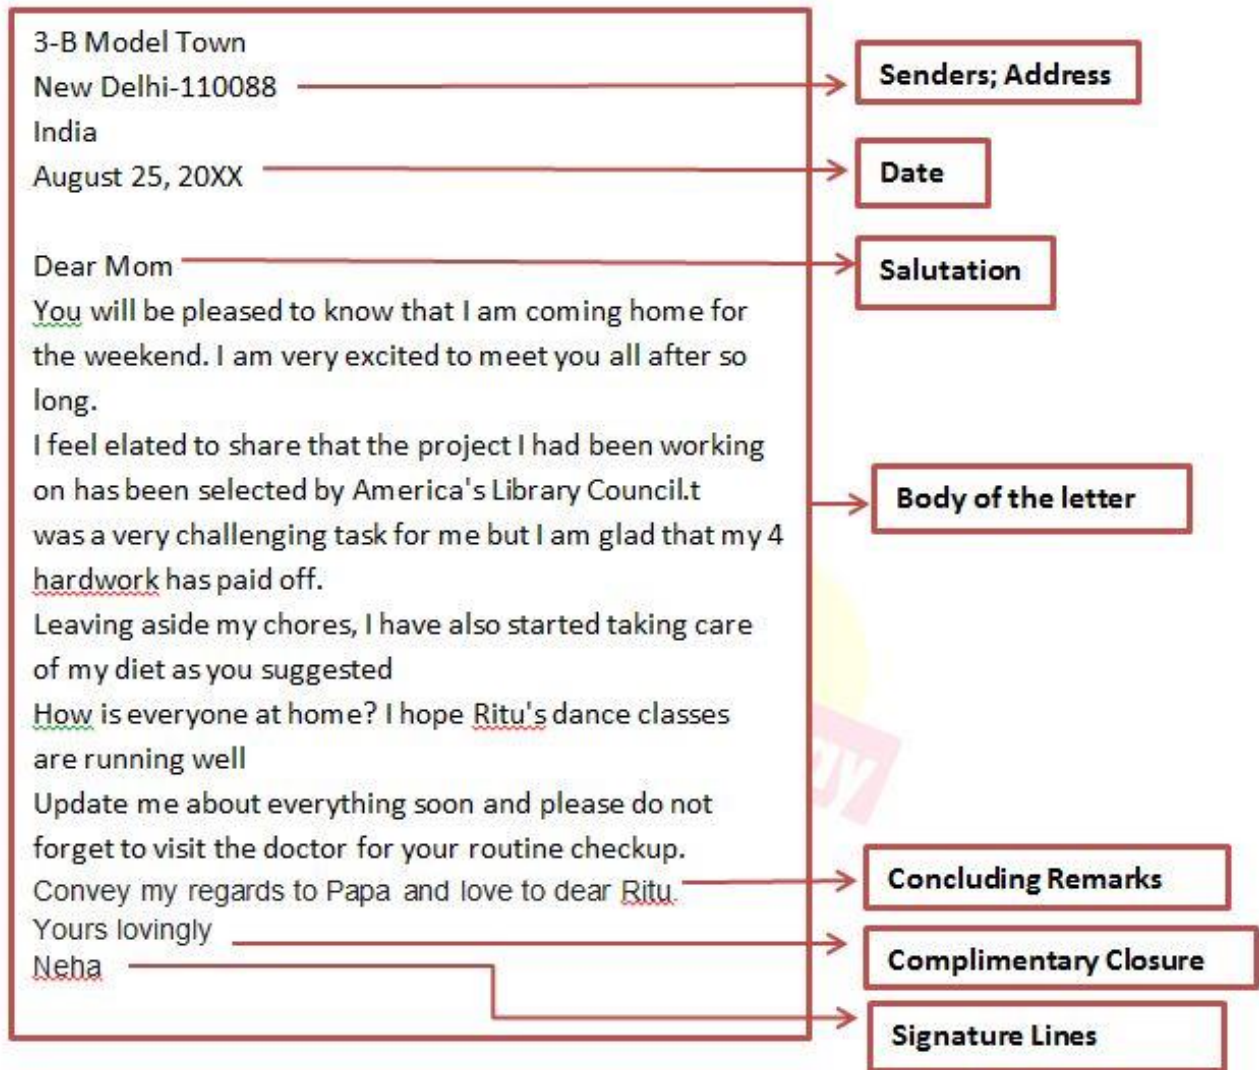 3-B Model Town
New Delhi-110088
India
August 25, 20XX
Dear Mom
You will be pleased to know that I am coming home for
the weekend. I am very excited to meet you all after so
long.
I feel elated to share that the project I had been working
on has been selected by America's Library Council.t
was a very challenging task for me but I am glad that my 4
hardwork has paid off.
Leaving aside my chores, I have also started taking care
of my diet as you suggested
How is everyone at home? I hope Ritu's dance classes
are running well
Update me about everything soon and please do not
forget to visit the doctor for your routine checkup.
Convey my regards to Papa and love to dear Ritu.
Yours lovingly
Neha
Senders; Address
Date
Salutation
Body of the letter
Concluding Remarks
Complimentary Closure
Signature Lines